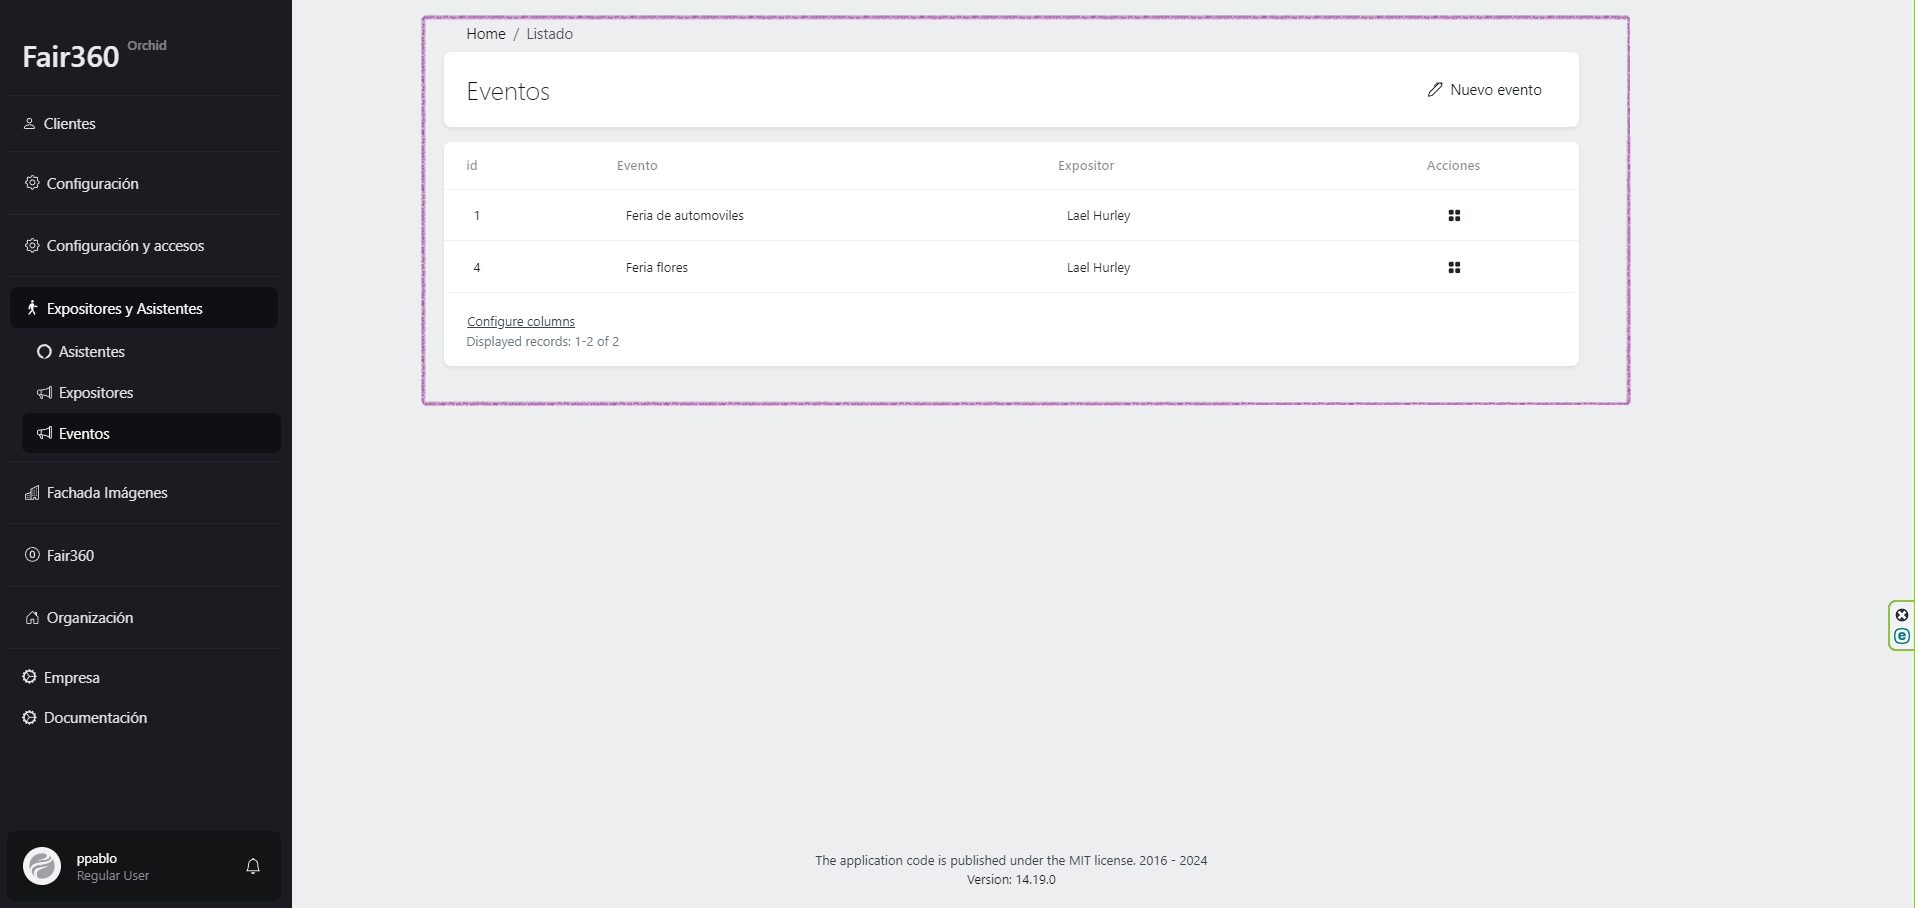 Fair360 Orchid
Clientes
Configuración
Configuración y accesos
Expositores y Asistentes
Asistentes
Expositores
Eventos
Fachada Imágenes
Fair360
Organización
Empresa
Documentación
ppablo
Regular User
Home / Listado
Eventos
Nuevo evento
id Evento Expositor Acciones
1 Feria de automoviles Lael Hurley
4 Feria flores Lael Hurley
Configure columns
Displayed records: 1-2 of 2
The application code is published under the MIT license. 2016 - 2024
Version: 14.19.0